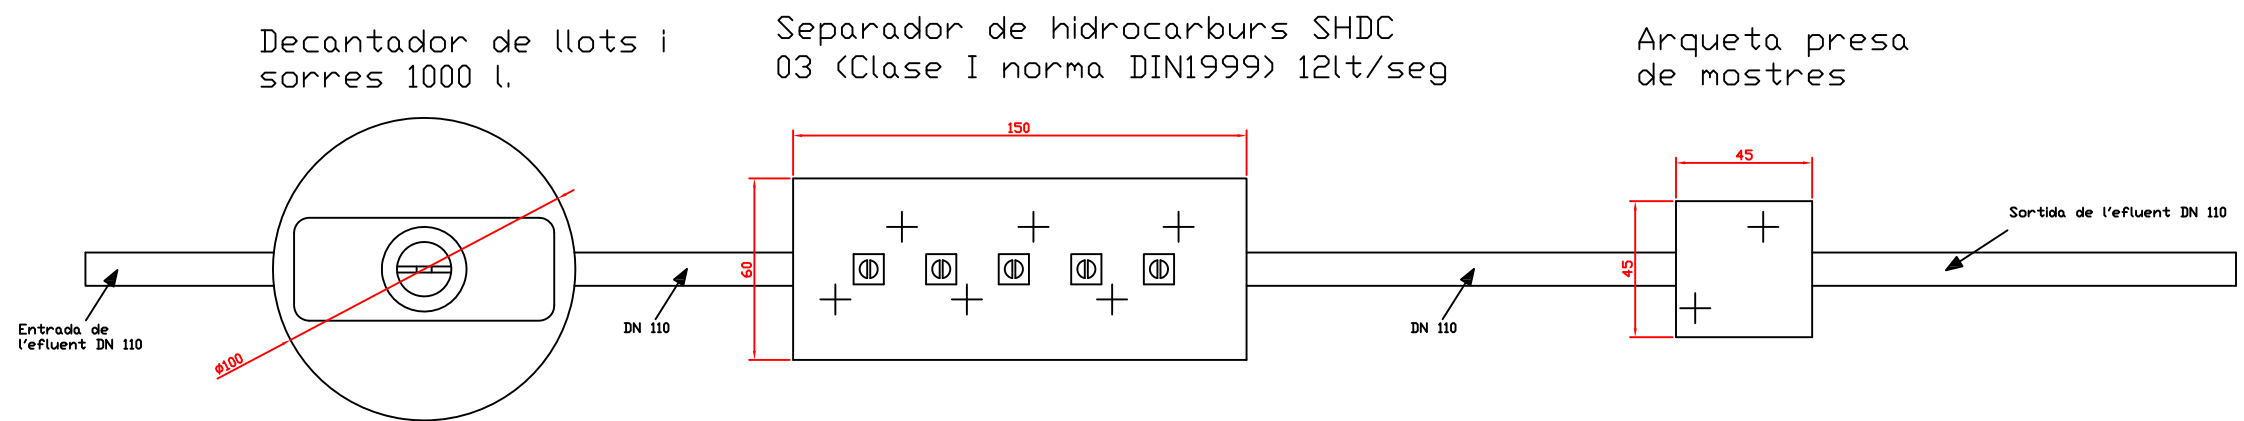 Decantador de llots i
sorres 1000 l.
Separador de hidrocarburs SHDC
03 (Clase I norma DIN1999) 12lt/seg
Arqueta presa
de mostres
150
45
60
45
Ø100
Entrada de
l'efluent DN 110
DN 110
DN 110
Sortida de l'efluent DN 110